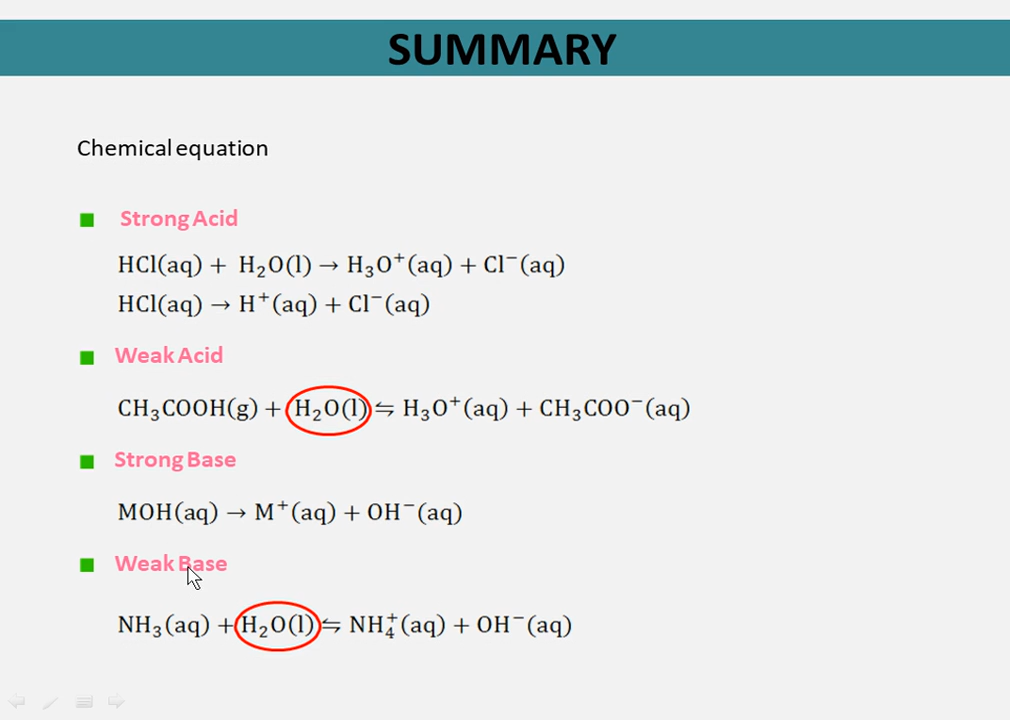 SUMMARY
Chemical equation
Strong Acid
HCl(aq) + H₂O(l) → H₃O⁺(aq) + Cl⁻(aq)
HCl(aq) → H⁺(aq) + Cl⁻(aq)
Weak Acid
CH₃COOH(g) + H₂O(l) ⇋ H₃O⁺(aq) + CH₃COO⁻(aq)
Strong Base
MOH(aq) → M⁺(aq) + OH⁻(aq)
Weak Base
NH₃(aq) + H₂O(l) ⇋ NH₄⁺(aq) + OH⁻(aq)